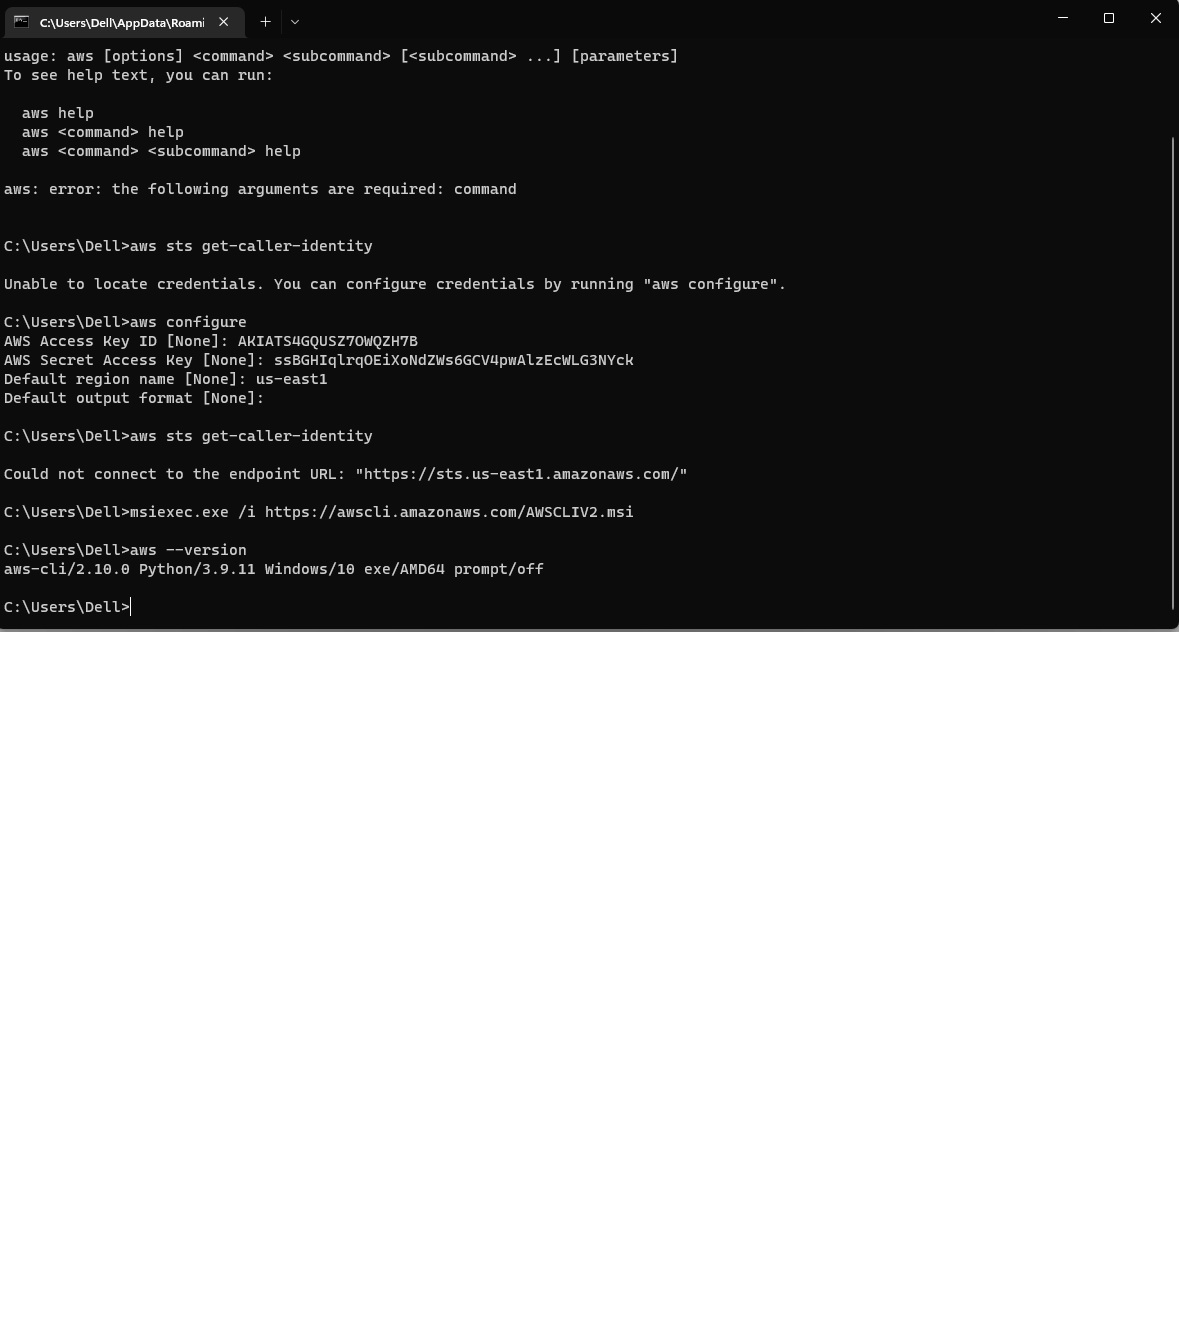 C:\Users\Dell\AppData\Roami
usage: aws [options] <command> <subcommand> [<subcommand> ...] [parameters]
To see help text, you can run:
aws help
aws <command> help
aws <command> <subcommand> help
aws: error: the following arguments are required: command
C:\Users\Dell>aws sts get-caller-identity
Unable to locate credentials. You can configure credentials by running "aws configure".
C:\Users\Dell>aws configure
AWS Access Key ID [None]: AKIATS4GQUSZ7OWQZH7B
AWS Secret Access Key [None]: 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
Default region name [None]: us-east1
Default output format [None]:
C:\Users\Dell>aws sts get-caller-identity
Could not connect to the endpoint URL: "https://sts.us-east1.amazonaws.com/"
C:\Users\Dell>msiexec.exe /i https://awscli.amazonaws.com/AWSCLIV2.msi
C:\Users\Dell>aws --version
aws-cli/2.10.0 Python/3.9.11 Windows/10 exe/AMD64 prompt/off
C:\Users\Dell>